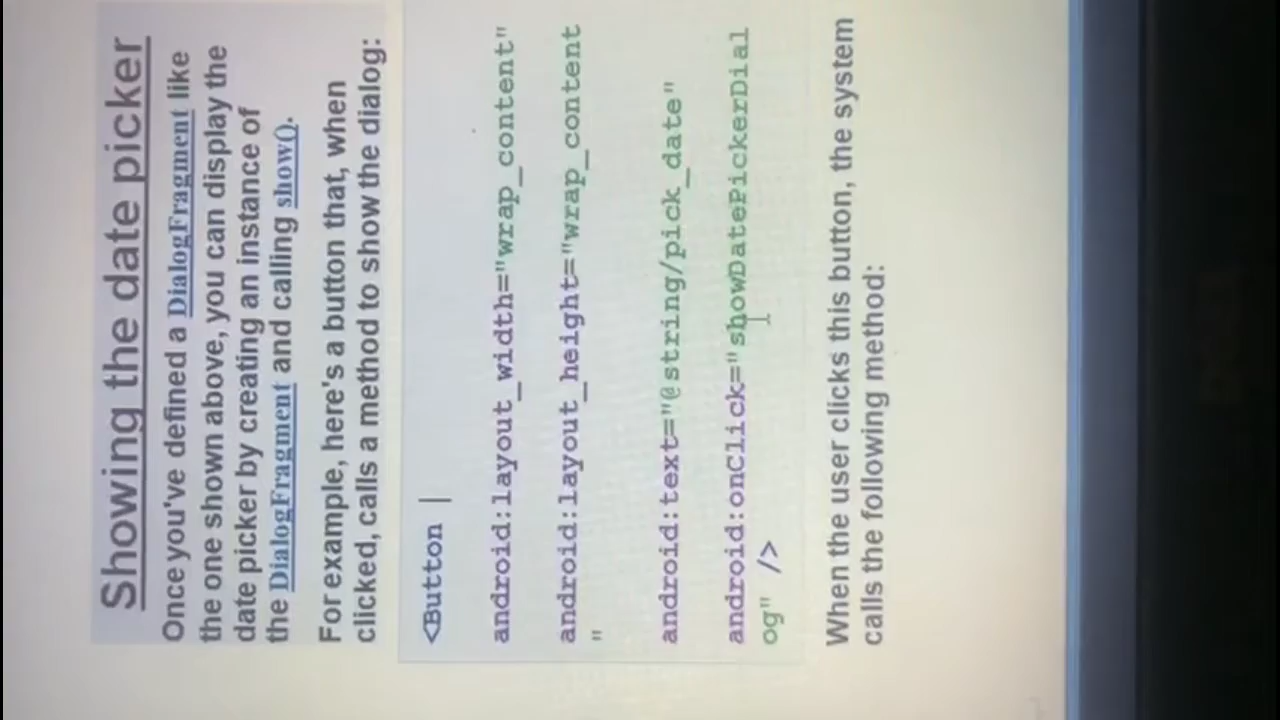 Showing the date picker
Once you've defined a DialogFragment like
the one shown above, you can display the
date picker by creating an instance of
the DialogFragment and calling show().
For example, here's a button that, when
clicked, calls a method to show the dialog:
<Button
android:layout_width="wrap_content"
android:layout_height="wrap_content
"
android:text="@string/pick_date"
android:onClick="showDatePickerDial
og" />
When the user clicks this button, the system
calls the following method: